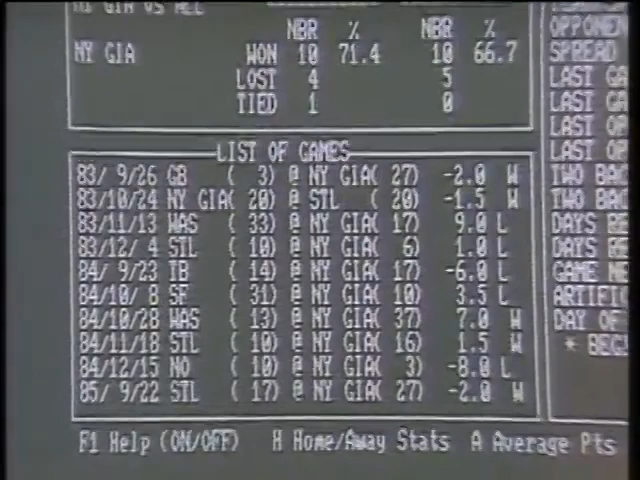 NY GIA VS ALL
NBR % NBR %
NY GIA WON 10 71.4 10 66.7
LOST 4 5
TIED 1 0
LIST OF GAMES
83/ 9/26 GB ( 3) @ NY GIA( 27) -2.0 W
83/10/24 NY GIA( 20) @ STL ( 20) -1.5 W
83/11/13 WAS ( 33) @ NY GIA( 17) 9.0 L
83/12/ 4 STL ( 10) @ NY GIA( 6) 1.0 L
84/ 9/23 TB ( 14) @ NY GIA( 17) -6.0 L
84/10/ 8 SF ( 31) @ NY GIA( 10) 3.5 L
84/10/28 WAS ( 13) @ NY GIA( 37) 7.0 W
84/11/18 STL ( 10) @ NY GIA( 16) 1.5 W
84/12/15 NO ( 10) @ NY GIA( 3) -8.0 L
85/ 9/22 STL ( 17) @ NY GIA( 27) -2.0 W
OPPONEN
SPREAD
LAST GA
LAST GA
LAST OP
LAST OP
TWO BAC
TWO BAC
DAYS RE
DAYS RE
GAME NE
ARTIFIC
DAY OF
* BEGI
F1 Help (ON/OFF) H Home/Away Stats A Average Pts